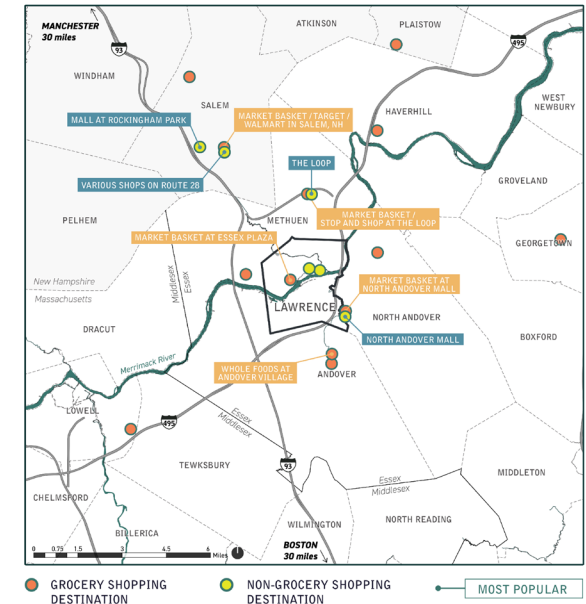 ATKINSON
PLAISTOW
MANCHESTER
30 miles
93
495
WINDHAM
SALEM
WEST
NEWBURY
HAVERHILL
MALL AT ROCKINGHAM PARK
MARKET BASKET / TARGET /
WALMART IN SALEM, NH
THE LOOP
VARIOUS SHOPS ON ROUTE 28
GROVELAND
PELHEM
METHUEN
MARKET BASKET /
STOP AND SHOP AT THE LOOP
MARKET BASKET AT ESSEX PLAZA
GEORGETOWN
New Hampshire
Massachusetts
Middlesex
Essex
MARKET BASKET AT
NORTH ANDOVER MALL
LAWRENCE
NORTH ANDOVER
DRACUT
NORTH ANDOVER MALL
BOXFORD
Merrimack River
WHOLE FOODS AT
ANDOVER VILLAGE
ANDOVER
LOWELL
495
Essex
Middlesex
TEWKSBURY
93
MIDDLETON
Essex
Middlesex
CHELMSFORD
NORTH READING
WILMINGTON
BILLERICA
BOSTON
30 miles
0 0.75 1.5 3 4.5 6
Miles
GROCERY SHOPPING
DESTINATION
NON-GROCERY SHOPPING
DESTINATION
MOST POPULAR